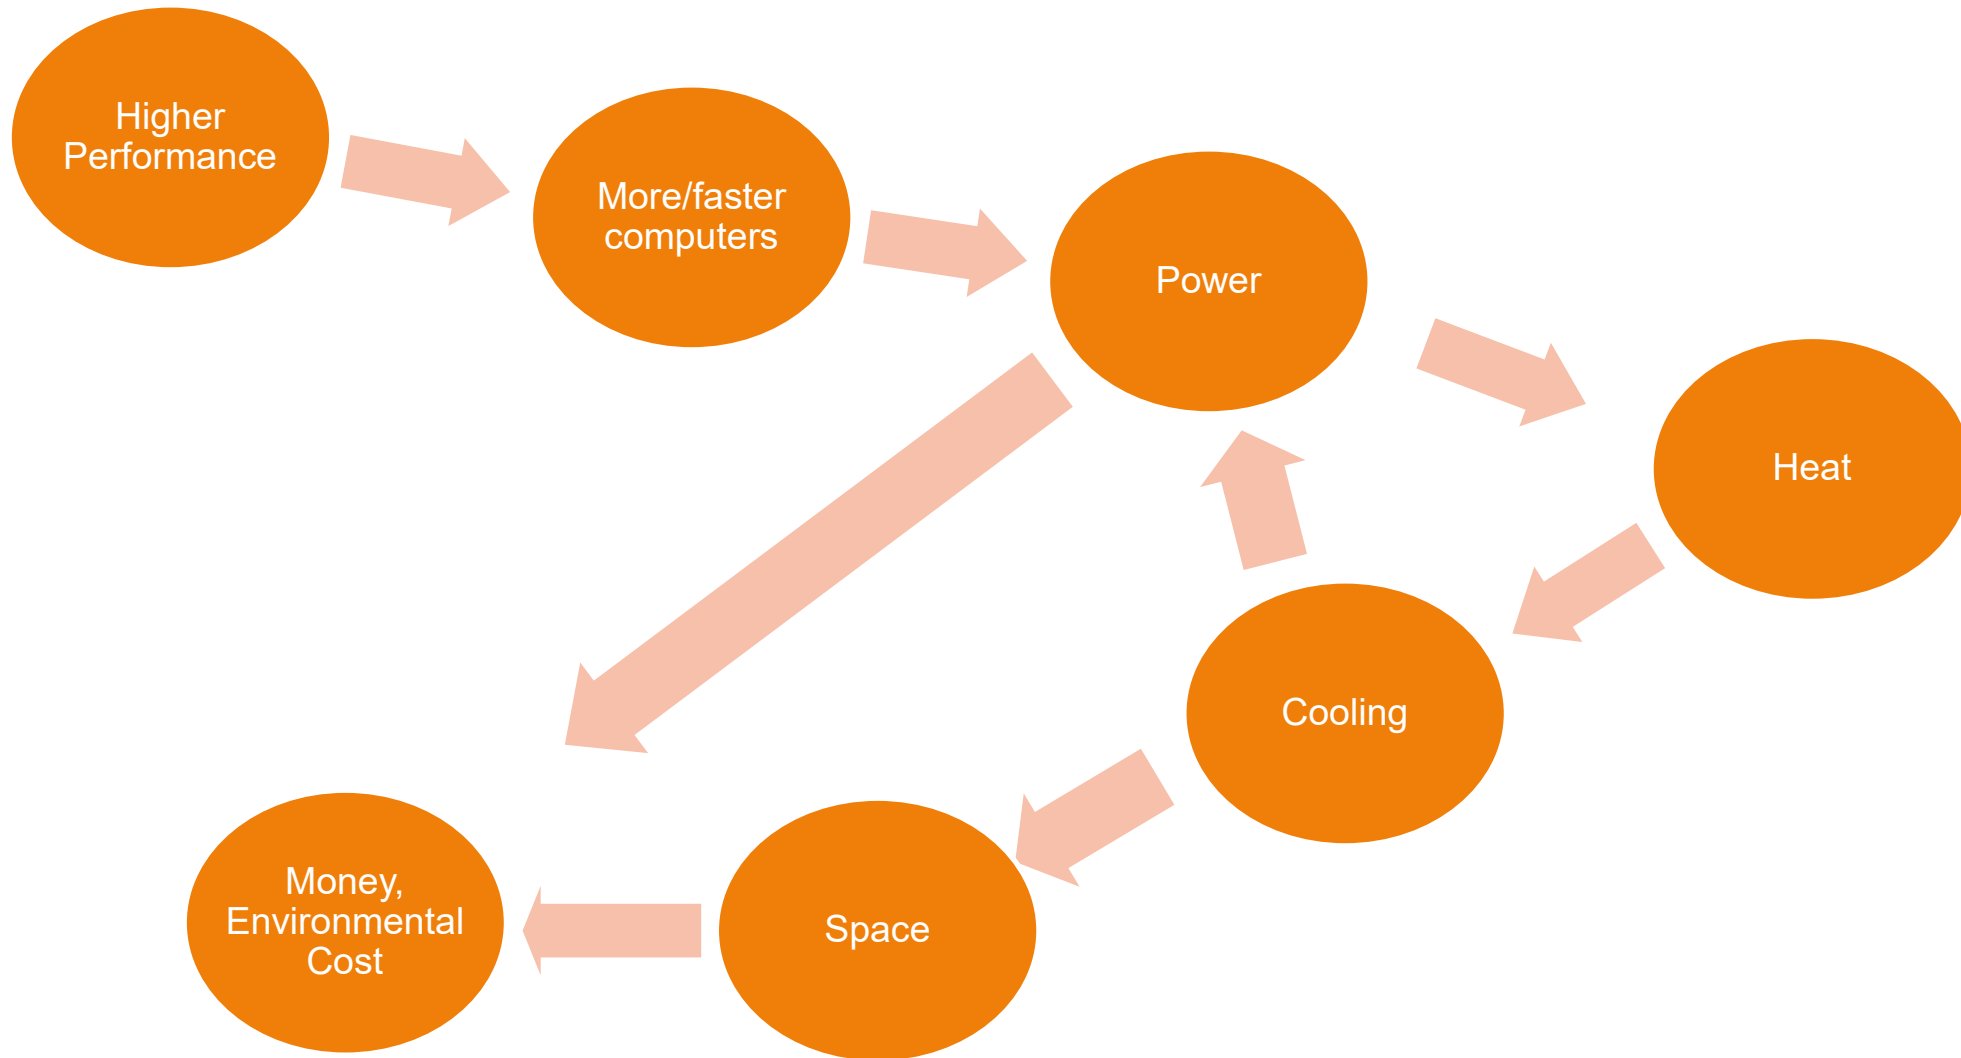 Higher
Performance
More/faster
computers
Power
Heat
Cooling
Space
Money,
Environmental
Cost